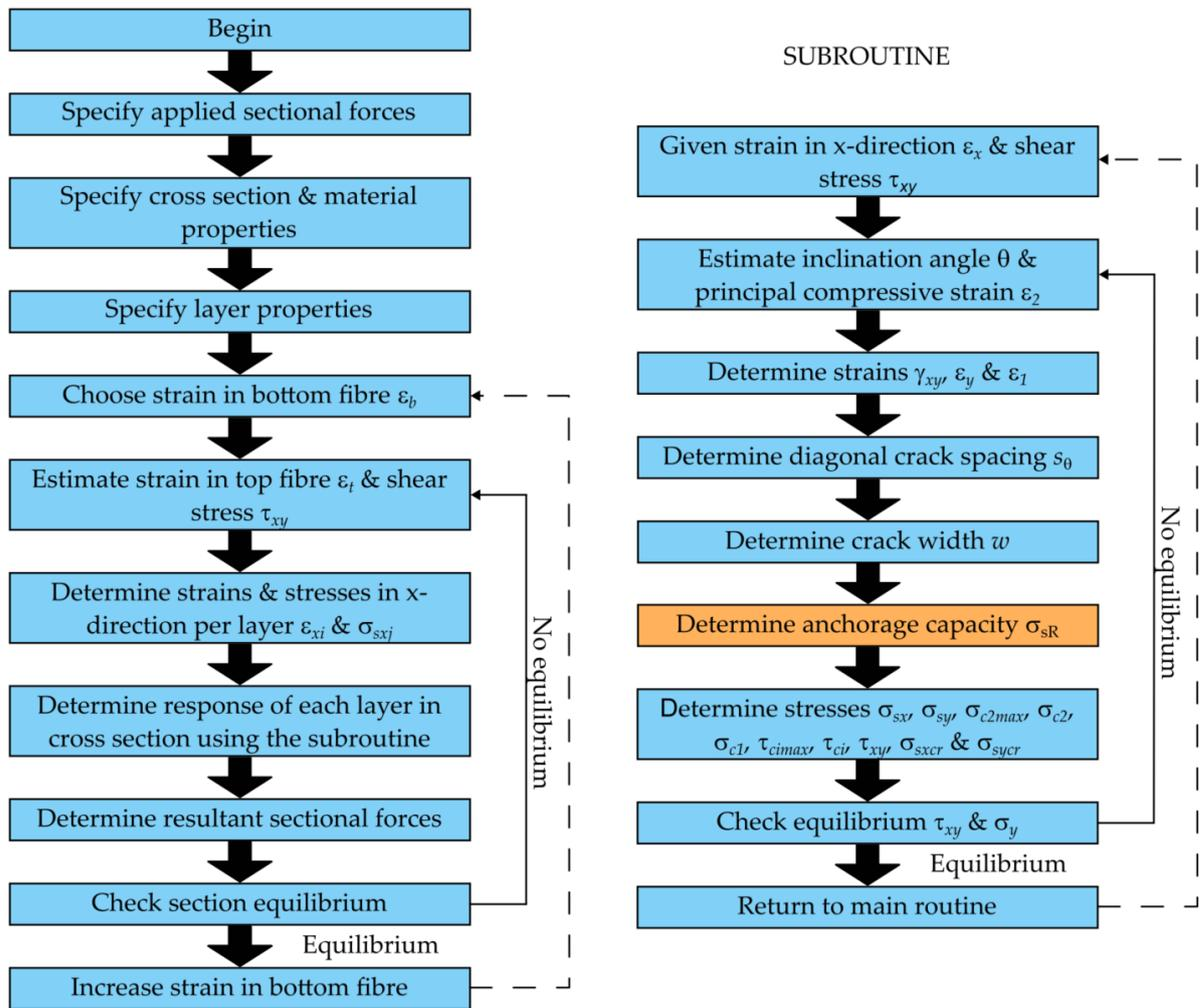 Begin
Specify applied sectional forces
Specify cross section & material
properties
Specify layer properties
Choose strain in bottom fibre εb
Estimate strain in top fibre εt & shear
stress τxy
Determine strains & stresses in x-
direction per layer εxi & σsxj
Determine response of each layer in
cross section using the subroutine
Determine resultant sectional forces
Check section equilibrium
Equilibrium
Increase strain in bottom fibre
No equilibrium
SUBROUTINE
Given strain in x-direction εx & shear
stress τxy
Estimate inclination angle θ &
principal compressive strain ε2
Determine strains γxy, εy & ε1
Determine diagonal crack spacing sθ
Determine crack width w
Determine anchorage capacity σsR
Determine stresses σsx, σsy, σc2max, σc2,
σc1, τcimax, τci, τxy, σsxcr & σsycr
Check equilibrium τxy & σy
Equilibrium
Return to main routine
No equilibrium